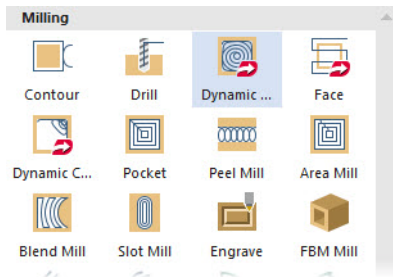 Milling
Contour Drill Dynamic ... Face
Dynamic C... Pocket Peel Mill Area Mill
Blend Mill Slot Mill Engrave FBM Mill